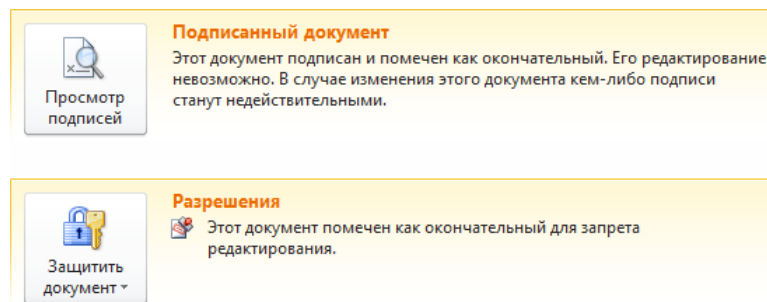 Подписанный документ
Этот документ подписан и помечен как окончательный. Его редактирование
невозможно. В случае изменения этого документа кем-либо подписи
станут недействительными.
Просмотр
подписей
Разрешения
Этот документ помечен как окончательный для запрета
редактирования.
Защитить
документ